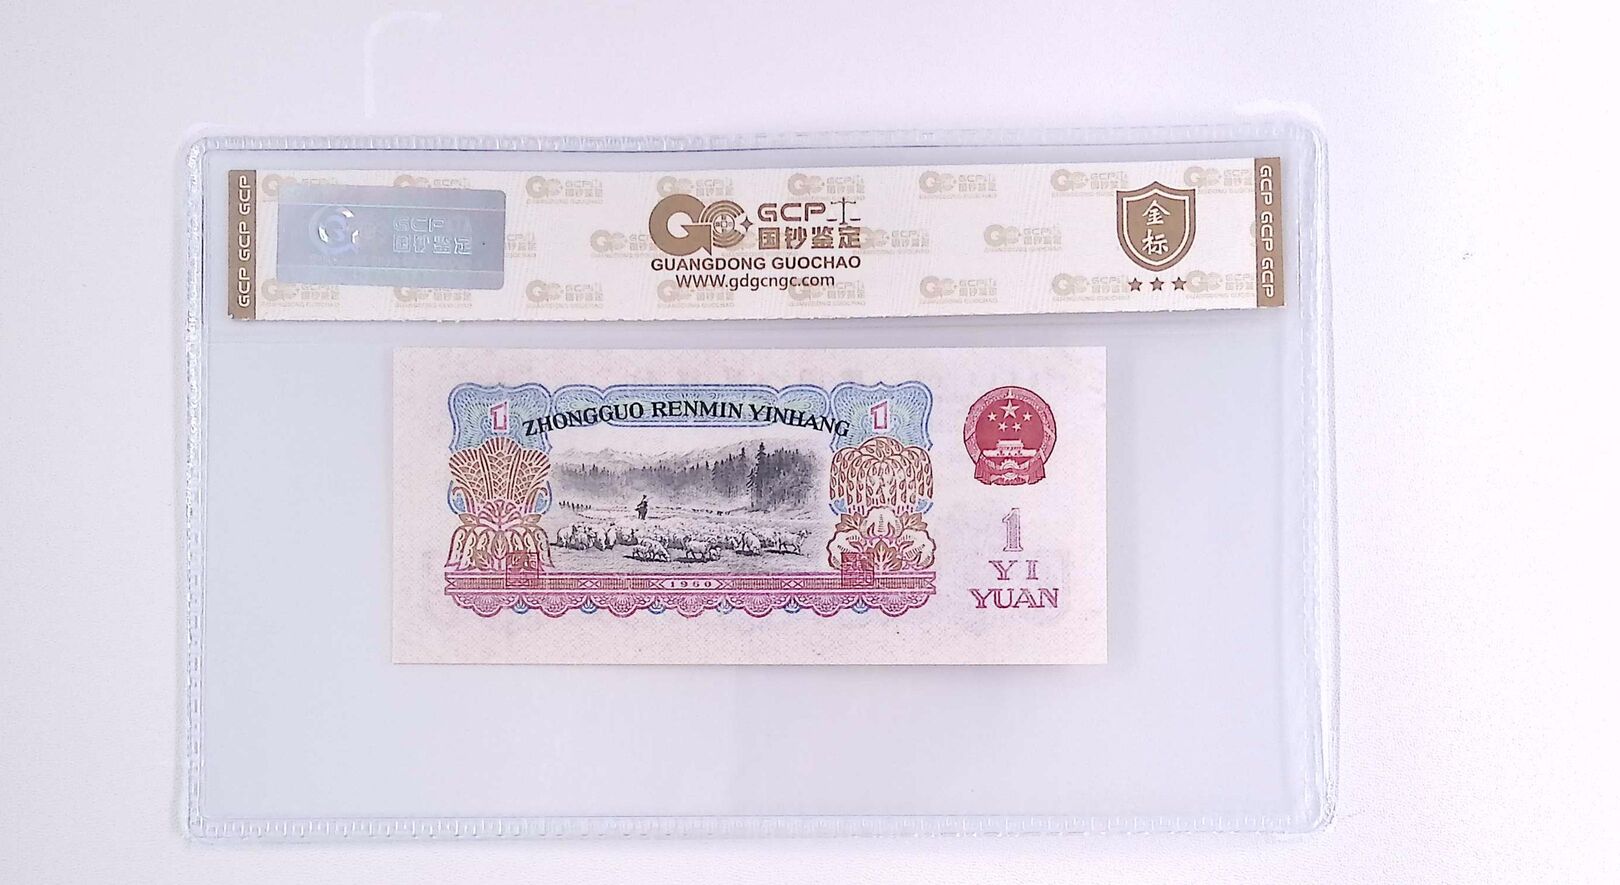 GCP GCP GCP
GCP
国钞鉴定
GCP
国钞鉴定
GUANGDONG GUOCHAO
WWW.gdgcngc.com
金
标
GCP GCP GCP
1
1
ZHONGGUO RENMIN YINHANG
1960
1
YI
YUAN